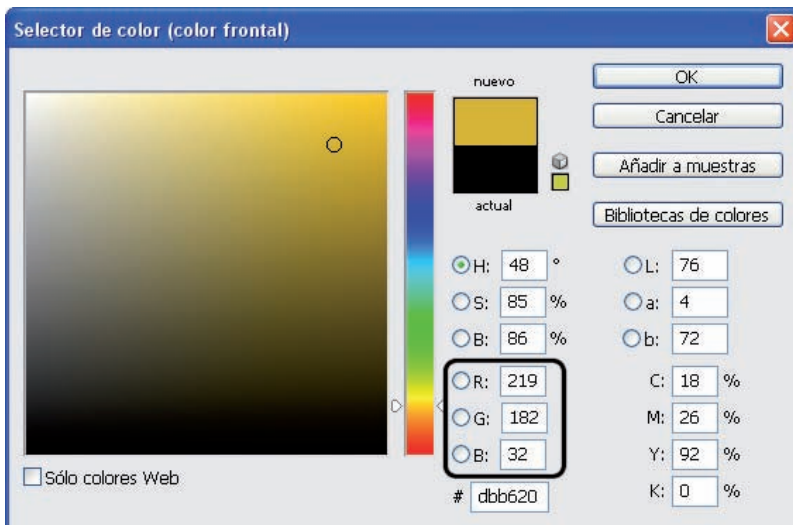 Selector de color (color frontal)
nuevo
actual
OK
Cancelar
Añadir a muestras
Bibliotecas de colores
H: 48 °
S: 85 %
B: 86 %
R: 219
G: 182
B: 32
# dbb620
L: 76
a: 4
b: 72
C: 18 %
M: 26 %
Y: 92 %
K: 0 %
Sólo colores Web